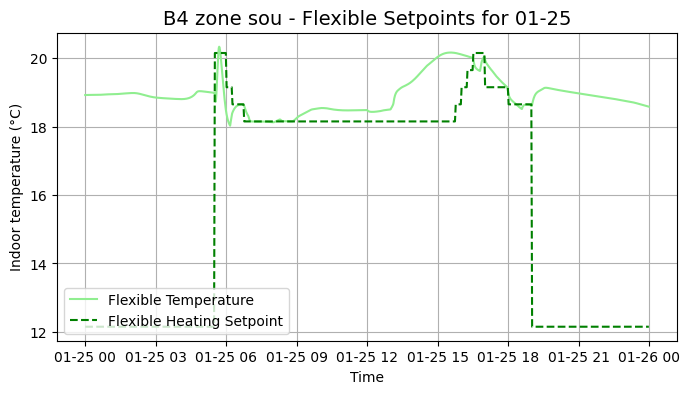 B4 zone sou - Flexible Setpoints for 01-25
Indoor temperature (°C)
20
18
16
14
12
Flexible Temperature
Flexible Heating Setpoint
01-25 00 01-25 03 01-25 06 01-25 09 01-25 12 01-25 15 01-25 18 01-25 21 01-26 00
Time